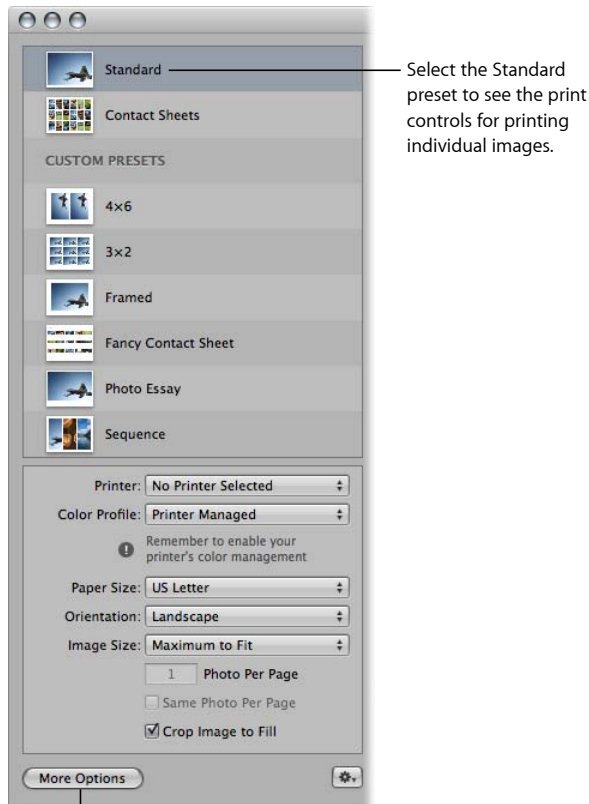 Standard
Select the Standard
preset to see the print
controls for printing
individual images.
Contact Sheets
CUSTOM PRESETS
4×6
3×2
Framed
Fancy Contact Sheet
Photo Essay
Sequence
Printer: No Printer Selected
Color Profile: Printer Managed
! Remember to enable your
printer's color management
Paper Size: US Letter
Orientation: Landscape
Image Size: Maximum to Fit
1 Photo Per Page
Same Photo Per Page
Crop Image to Fill
More Options